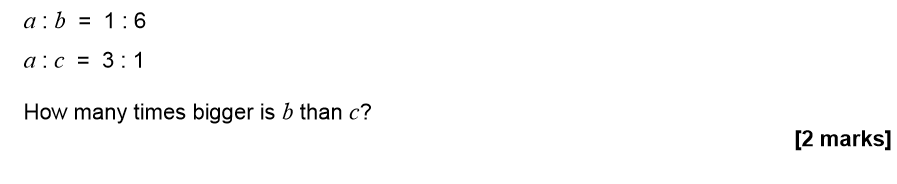 a : b = 1 : 6
a : c = 3 : 1
How many times bigger is b than c?
[2 marks]